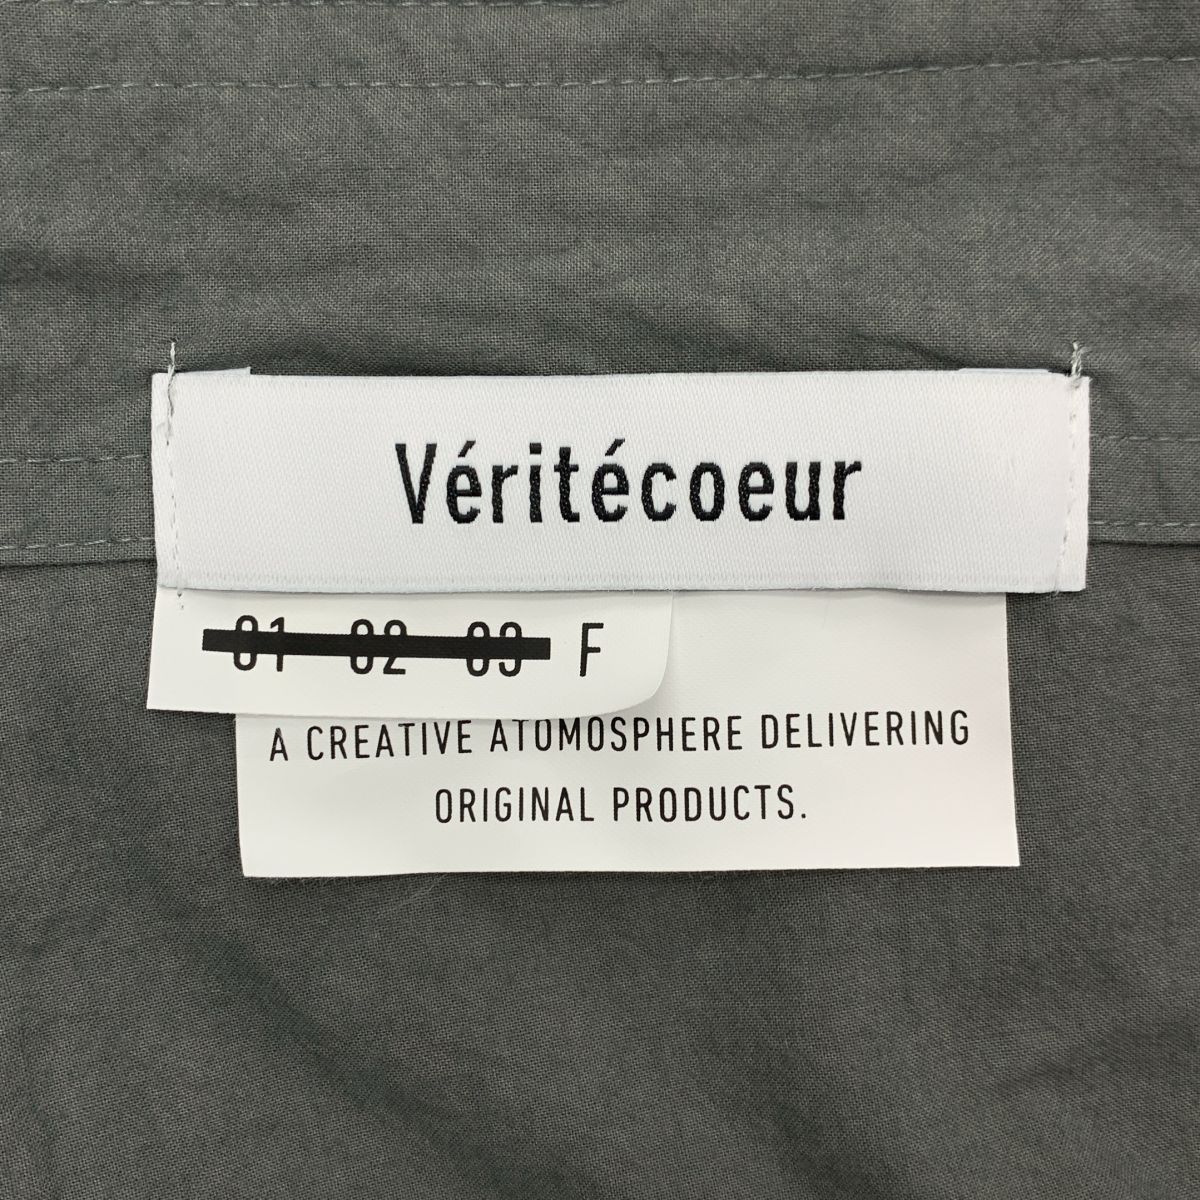 Véritécoeur
01 02 03 F
A CREATIVE ATOMOSPHERE DELIVERING
ORIGINAL PRODUCTS.